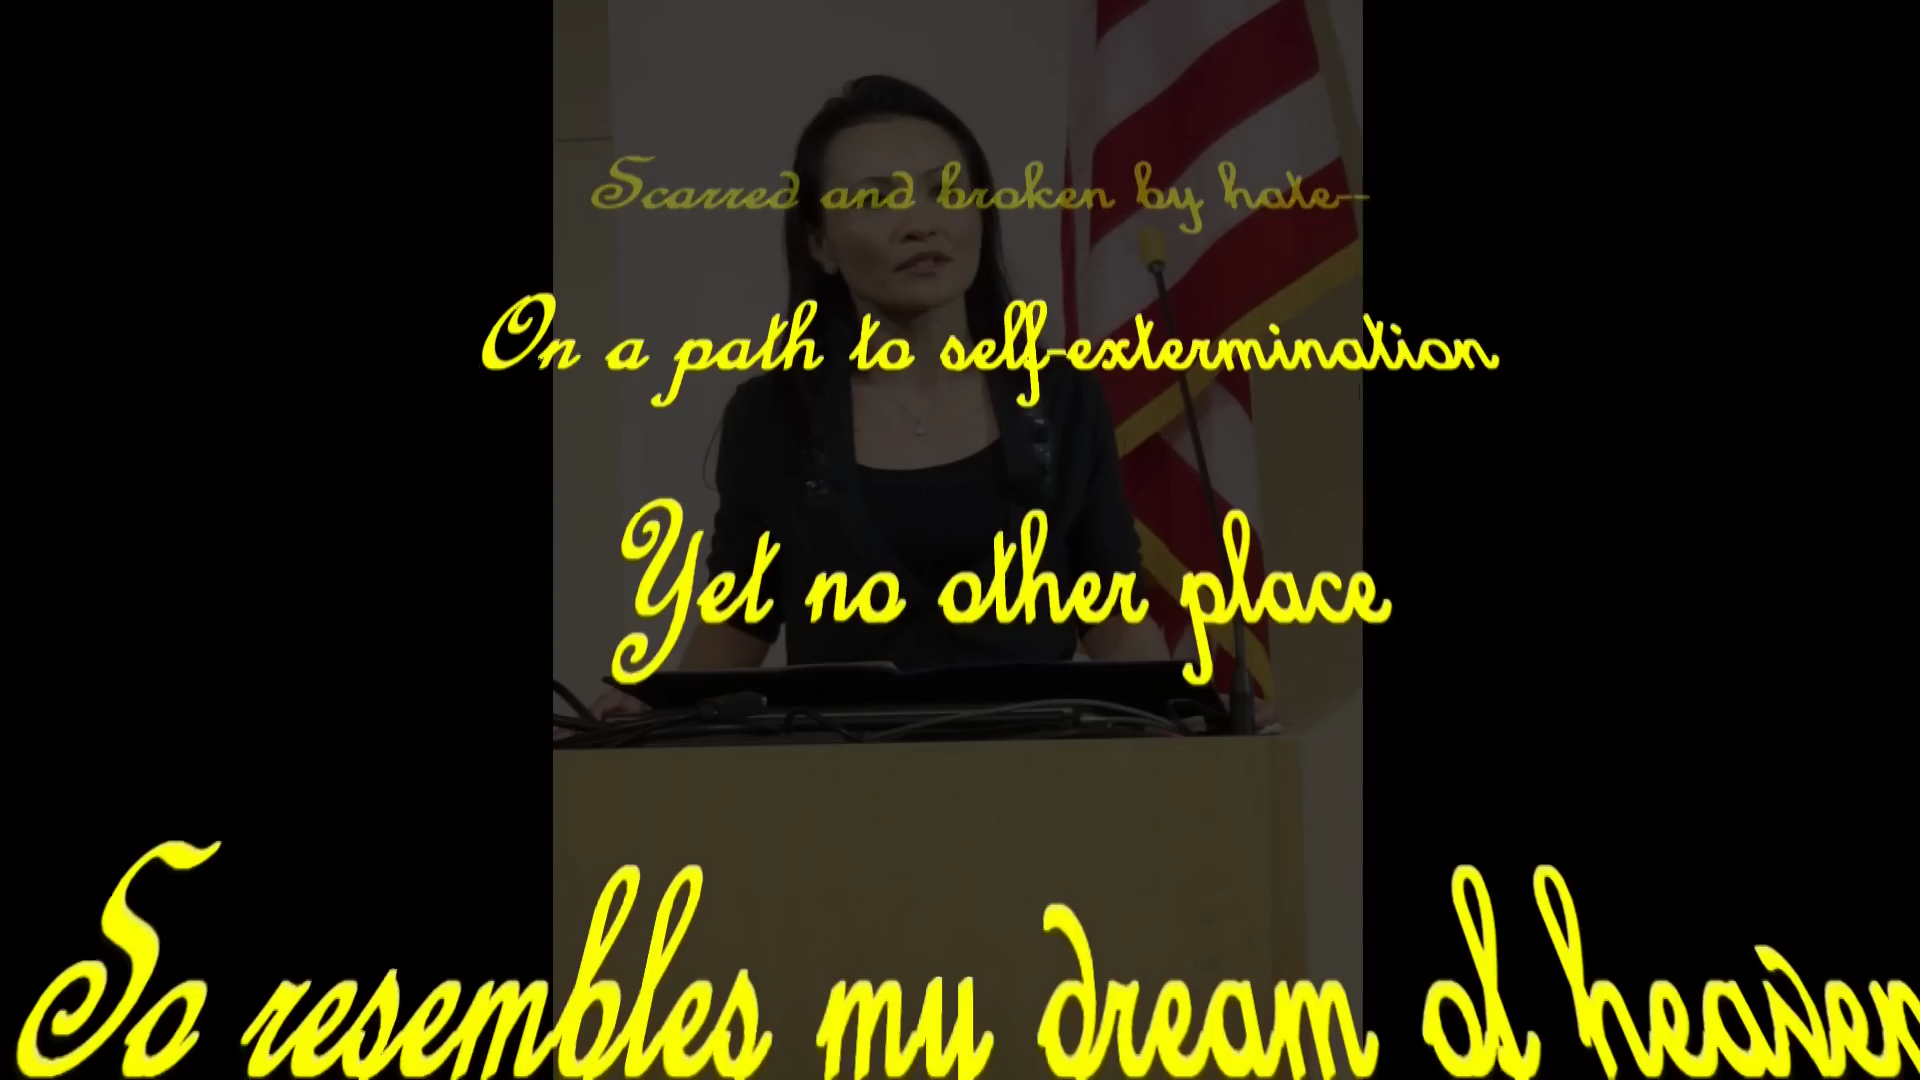 Scarred and broken by hate--
On a path to self-extermination
Yet no other place
So resembles my dream of heaven